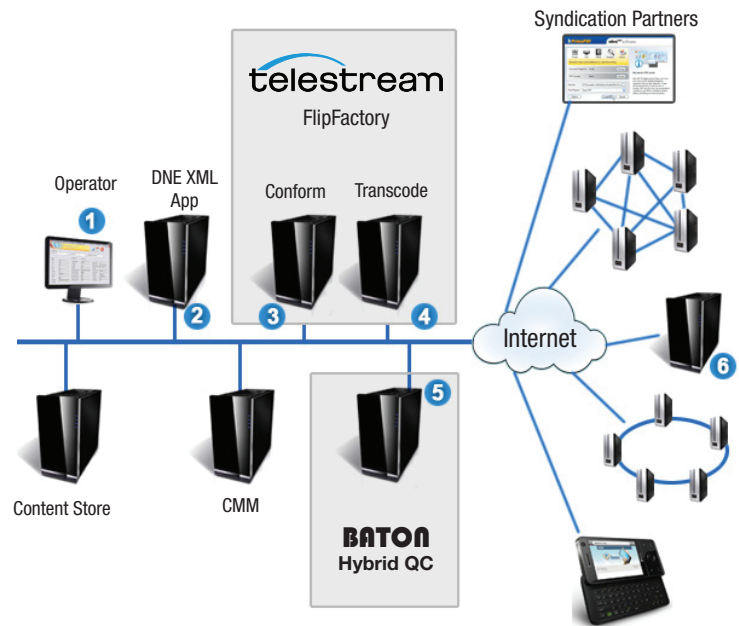 Syndication Partners
telestream
FlipFactory
Operator
DNE XML
App
Conform
Transcode
1
2
3
4
Internet
6
5
Content Store
CMM
BATON
Hybrid QC